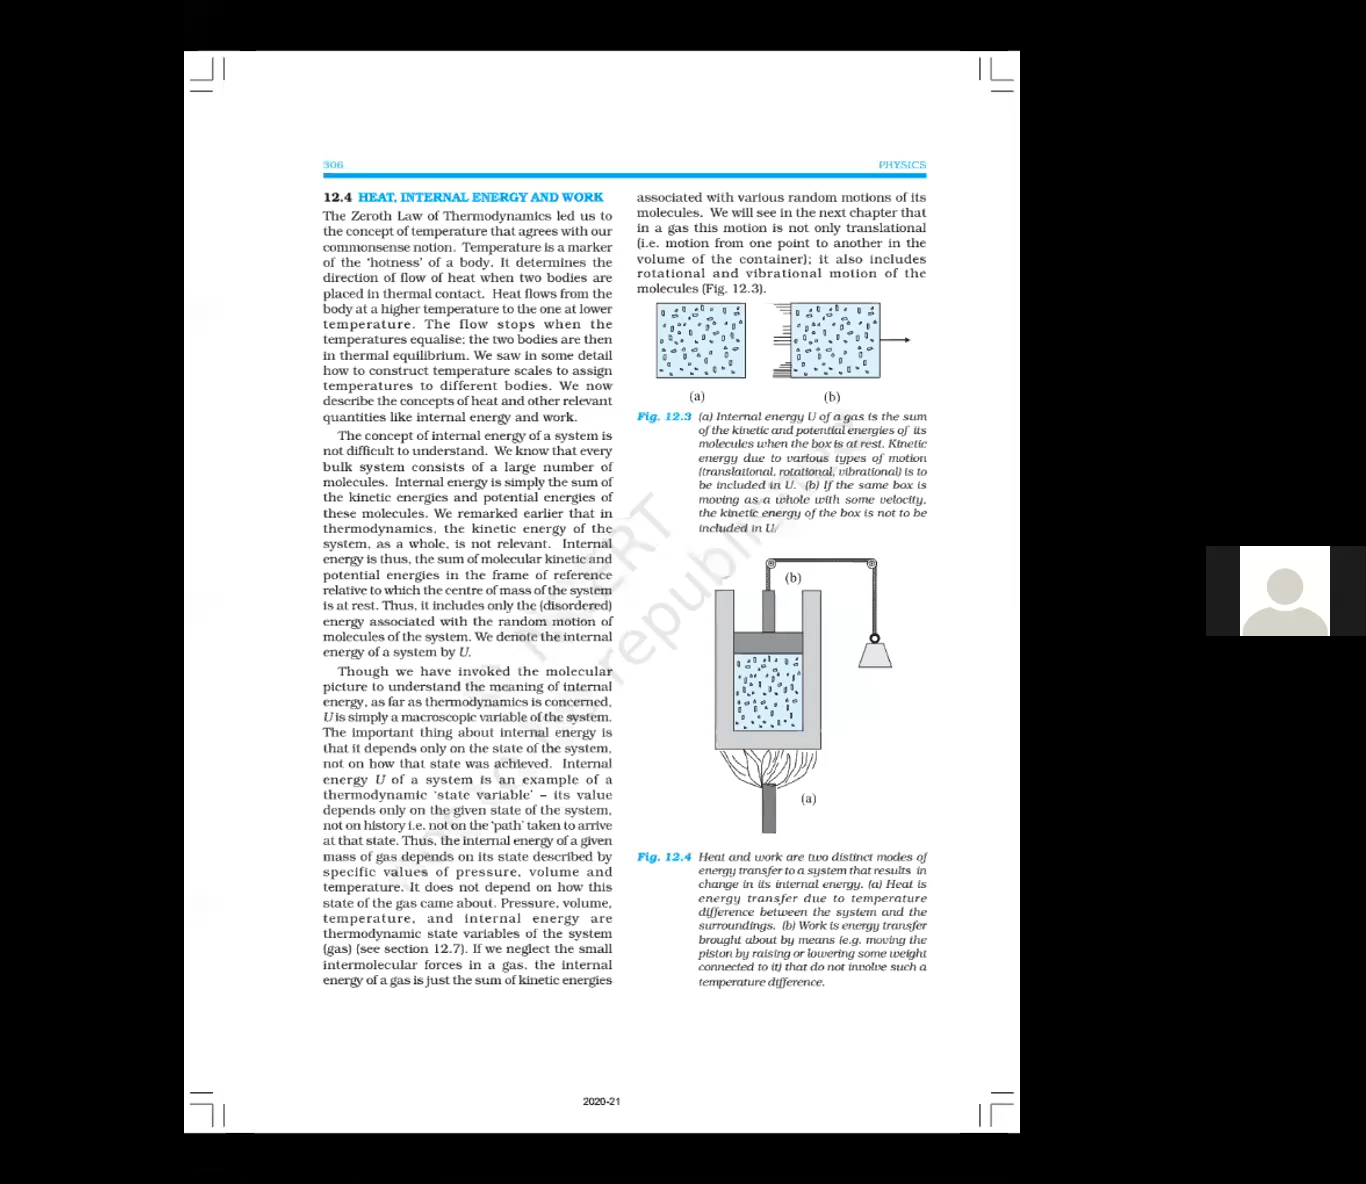 306
PHYSICS
12.4 HEAT, INTERNAL ENERGY AND WORK
The Zeroth Law of Thermodynamics led us to
the concept of temperature that agrees with our
commonsense notion. Temperature is a marker
of the ‘hotness’ of a body. It determines the
direction of flow of heat when two bodies are
placed in thermal contact. Heat flows from the
body at a higher temperature to the one at lower
temperature. The flow stops when the
temperatures equalise; the two bodies are then
in thermal equilibrium. We saw in some detail
how to construct temperature scales to assign
temperatures to different bodies. We now
describe the concepts of heat and other relevant
quantities like internal energy and work.
The concept of internal energy of a system is
not difficult to understand. We know that every
bulk system consists of a large number of
molecules. Internal energy is simply the sum of
the kinetic energies and potential energies of
these molecules. We remarked earlier that in
thermodynamics, the kinetic energy of the
system, as a whole, is not relevant. Internal
energy is thus, the sum of molecular kinetic and
potential energies in the frame of reference
relative to which the centre of mass of the system
is at rest. Thus, it includes only the (disordered)
energy associated with the random motion of
molecules of the system. We denote the internal
energy of a system by U.
Though we have invoked the molecular
picture to understand the meaning of internal
energy, as far as thermodynamics is concerned,
U is simply a macroscopic variable of the system.
The important thing about internal energy is
that it depends only on the state of the system,
not on how that state was achieved. Internal
energy U of a system is an example of a
thermodynamic ‘state variable’ – its value
depends only on the given state of the system,
not on history i.e. not on the ‘path’ taken to arrive
at that state. Thus, the internal energy of a given
mass of gas depends on its state described by
specific values of pressure, volume and
temperature. It does not depend on how this
state of the gas came about. Pressure, volume,
temperature, and internal energy are
thermodynamic state variables of the system
(gas) (see section 12.7). If we neglect the small
intermolecular forces in a gas, the internal
energy of a gas is just the sum of kinetic energies
associated with various random motions of its
molecules. We will see in the next chapter that
in a gas this motion is not only translational
(i.e. motion from one point to another in the
volume of the container); it also includes
rotational and vibrational motion of the
molecules (Fig. 12.3).
(a)
(b)
Fig. 12.3 (a) Internal energy U of a gas is the sum
of the kinetic and potential energies of its
molecules when the box is at rest. Kinetic
energy due to various types of motion
(translational, rotational, vibrational) is to
be included in U. (b) If the same box is
moving as a whole with some velocity,
the kinetic energy of the box is not to be
included in U.
(b)
(a)
Fig. 12.4 Heat and work are two distinct modes of
energy transfer to a system that results in
change in its internal energy. (a) Heat is
energy transfer due to temperature
difference between the system and the
surroundings. (b) Work is energy transfer
brought about by means (e.g. moving the
piston by raising or lowering some weight
connected to it) that do not involve such a
temperature difference.
2020-21